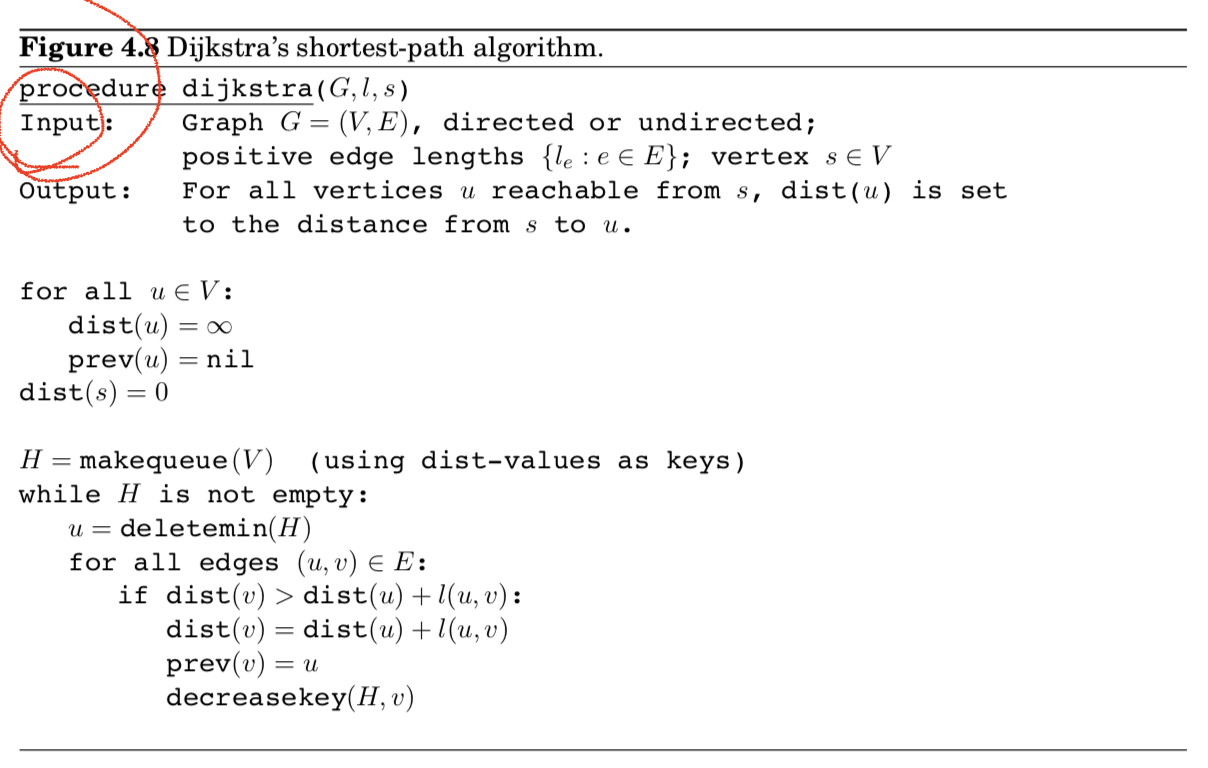 Figure 4.8 Dijkstra's shortest-path algorithm.
procedure dijkstra(G, l, s)
Input: Graph G = (V, E), directed or undirected;
positive edge lengths {lₑ : e ∈ E}; vertex s ∈ V
Output: For all vertices u reachable from s, dist(u) is set
to the distance from s to u.
for all u ∈ V:
dist(u) = ∞
prev(u) = nil
dist(s) = 0
H = makequeue(V) (using dist-values as keys)
while H is not empty:
u = deletemin(H)
for all edges (u, v) ∈ E:
if dist(v) > dist(u) + l(u, v):
dist(v) = dist(u) + l(u, v)
prev(v) = u
decreasekey(H, v)